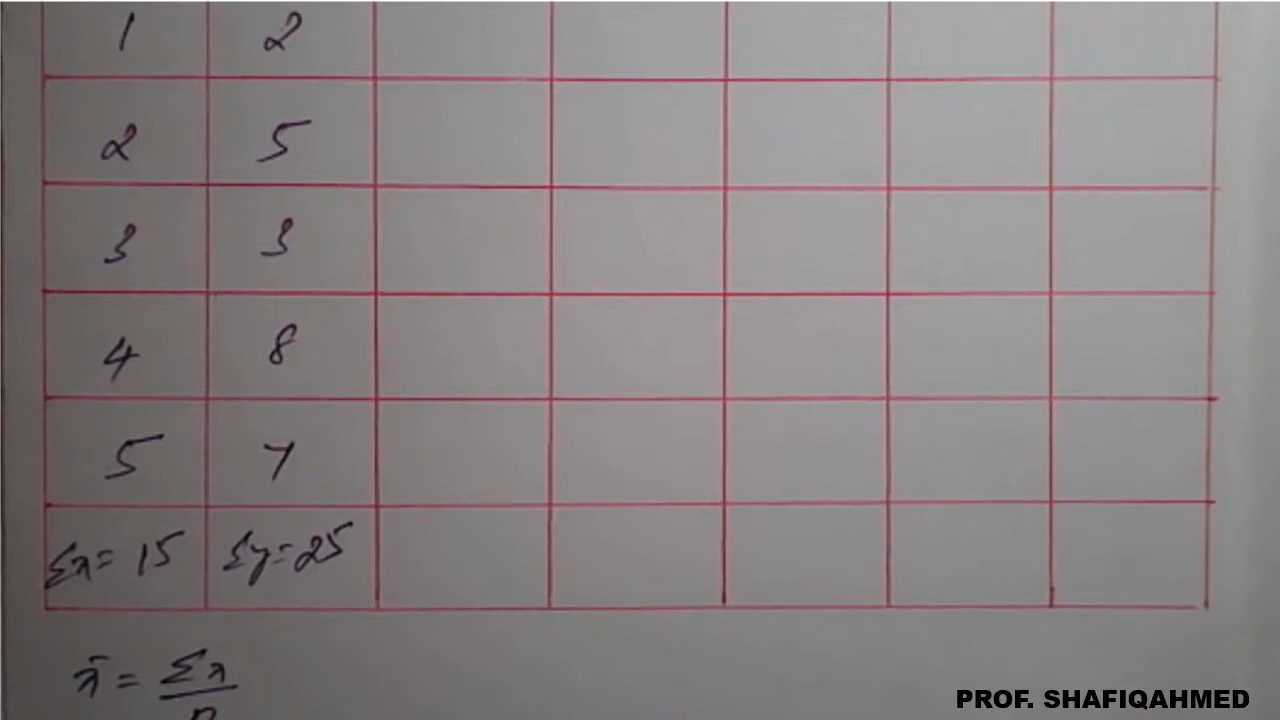 1 2
2 5
3 3
4 8
5 7
Σx= 15 Σy=25
x̄ = Σx
n
PROF. SHAFIQAHMED